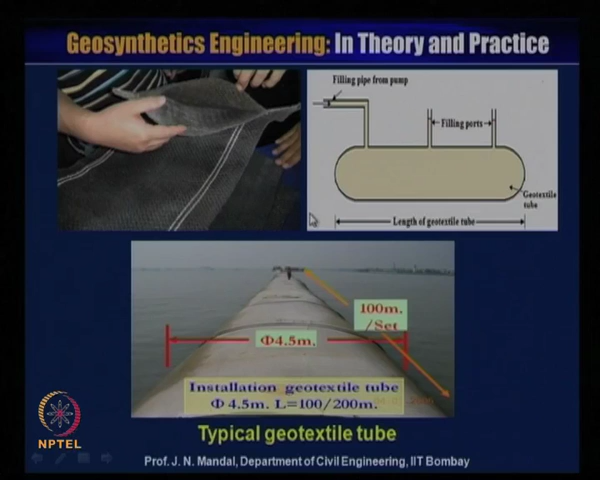 Geosynthetics Engineering: In Theory and Practice
Filling pipe from pump
Filling ports
Geotextile
tube
Length of geotextile tube
100m.
/Set
Φ4.5m.
Installation geotextile tube
Φ 4.5m. L=100/200m.
Typical geotextile tube
NPTEL
Prof. J. N. Mandal, Department of Civil Engineering, IIT Bombay